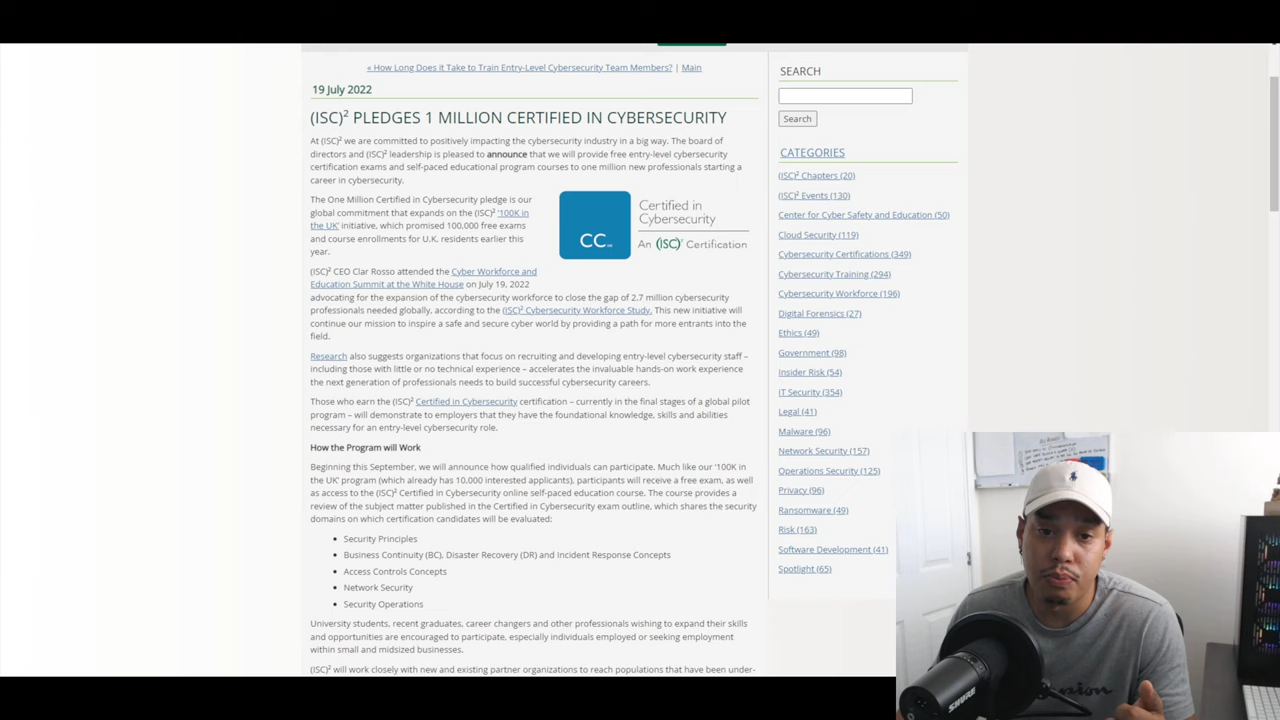 « How Long Does it Take to Train Entry-Level Cybersecurity Team Members? | Main
19 July 2022
(ISC)² PLEDGES 1 MILLION CERTIFIED IN CYBERSECURITY
At (ISC)² we are committed to positively impacting the cybersecurity industry in a big way. The board of
directors and (ISC)² leadership is pleased to announce that we will provide free entry-level cybersecurity
certification exams and self-paced educational program courses to one million new professionals starting a
career in cybersecurity.
The One Million Certified in Cybersecurity pledge is our
global commitment that expands on the (ISC)² '100K in
the UK' initiative, which promised 100,000 free exams
and course enrollments for U.K. residents earlier this
year.
CC
Certified in
Cybersecurity
An (ISC)² Certification
(ISC)² CEO Clar Rosso attended the Cyber Workforce and
Education Summit at the White House on July 19, 2022
advocating for the expansion of the cybersecurity workforce to close the gap of 2.7 million cybersecurity
professionals needed globally, according to the (ISC)² Cybersecurity Workforce Study. This new initiative will
continue our mission to inspire a safe and secure cyber world by providing a path for more entrants into the
field.
Research also suggests organizations that focus on recruiting and developing entry-level cybersecurity staff –
including those with little or no technical experience – accelerates the invaluable hands-on work experience
the next generation of professionals needs to build successful cybersecurity careers.
Those who earn the (ISC)² Certified in Cybersecurity certification – currently in the final stages of a global pilot
program – will demonstrate to employers that they have the foundational knowledge, skills and abilities
necessary for an entry-level cybersecurity role.
How the Program will Work
Beginning this September, we will announce how qualified individuals can participate. Much like our '100K in
the UK' program (which already has 10,000 interested applicants), participants will receive a free exam, as well
as access to the (ISC)² Certified in Cybersecurity online self-paced education course. The course provides a
review of the subject matter published in the Certified in Cybersecurity exam outline, which shares the security
domains on which certification candidates will be evaluated:
• Security Principles
• Business Continuity (BC), Disaster Recovery (DR) and Incident Response Concepts
• Access Controls Concepts
• Network Security
• Security Operations
University students, recent graduates, career changers and other professionals wishing to expand their skills
and opportunities are encouraged to participate, especially individuals employed or seeking employment
within small and midsized businesses.
(ISC)² will work closely with new and existing partner organizations to reach populations that have been under-
SEARCH
Search
CATEGORIES
(ISC)² Chapters (20)
(ISC)² Events (130)
Center for Cyber Safety and Education (50)
Cloud Security (119)
Cybersecurity Certifications (349)
Cybersecurity Training (294)
Cybersecurity Workforce (196)
Digital Forensics (27)
Ethics (49)
Government (98)
Insider Risk (54)
IT Security (354)
Legal (41)
Malware (96)
Network Security (157)
Operations Security (125)
Privacy (96)
Ransomware (49)
Risk (163)
Software Development (41)
Spotlight (65)
SHURE